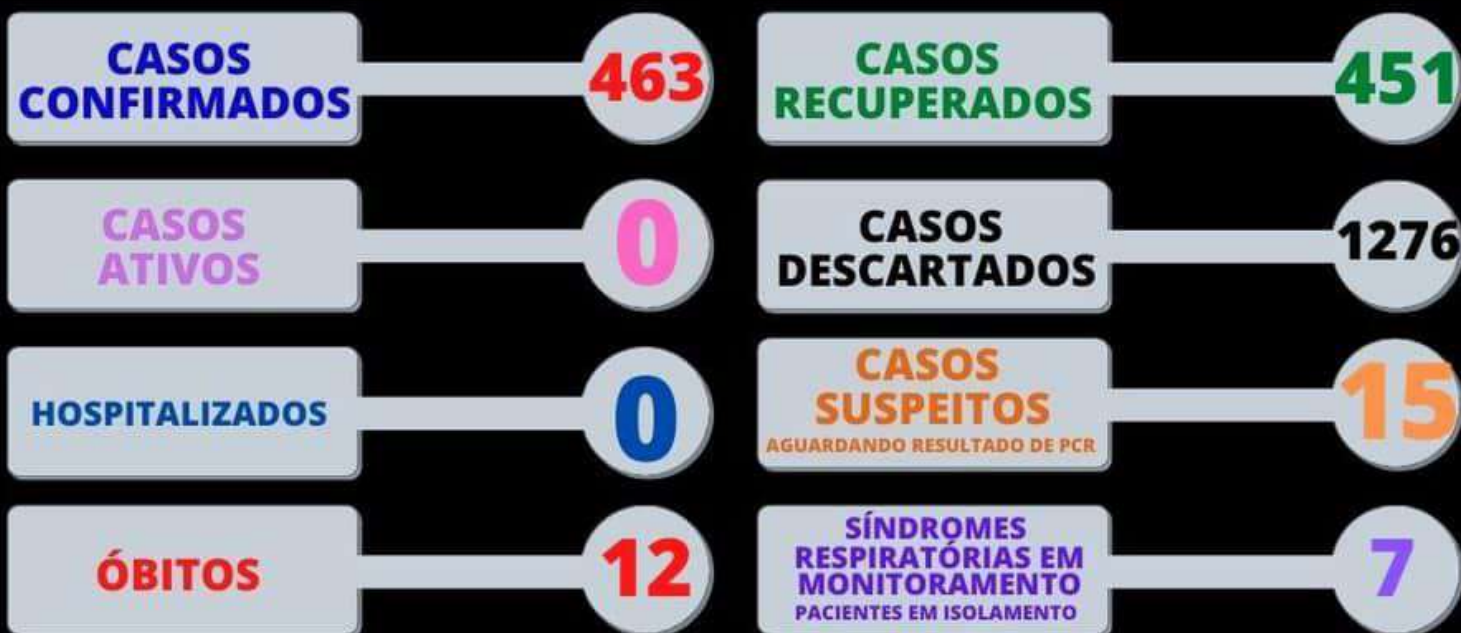 CASOS
CONFIRMADOS
463
CASOS
RECUPERADOS
451
CASOS
ATIVOS
0
CASOS
DESCARTADOS
1276
HOSPITALIZADOS
0
CASOS
SUSPEITOS
AGUARDANDO RESULTADO DE PCR
15
ÓBITOS
12
SÍNDROMES
RESPIRATÓRIAS EM
MONITORAMENTO
PACIENTES EM ISOLAMENTO
7